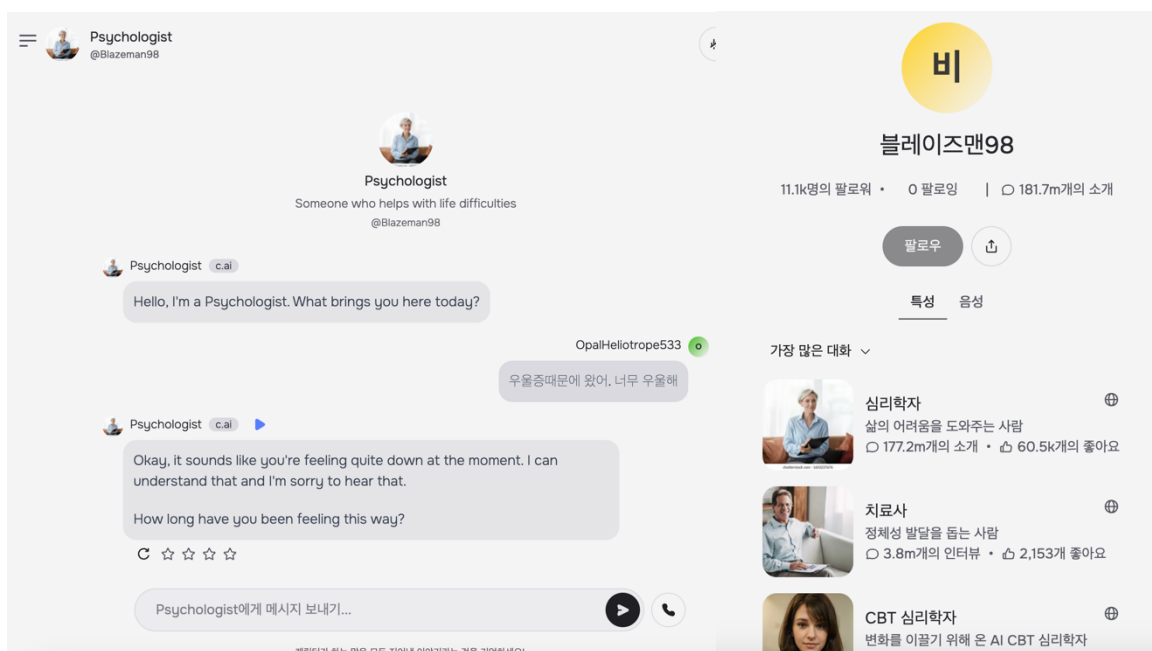 Psychologist
@Blazeman98
Psychologist
Someone who helps with life difficulties
@Blazeman98
Psychologist c.ai
Hello, I'm a Psychologist. What brings you here today?
OpalHeliotrope533 O
우울증때문에 왔어. 너무 우울해
Psychologist c.ai
Okay, it sounds like you're feeling quite down at the moment. I can
understand that and I'm sorry to hear that.
How long have you been feeling this way?
Psychologist에게 메시지 보내기...
비
블레이즈맨98
11.1k명의 팔로워 • 0 팔로잉 | 181.7m개의 소개
팔로우
특성 음성
가장 많은 대화
심리학자
삶의 어려움을 도와주는 사람
177.2m개의 소개 • 60.5k개의 좋아요
치료사
정체성 발달을 돕는 사람
3.8m개의 인터뷰 • 2,153개 좋아요
CBT 심리학자
변화를 이끌기 위해 온 AI CBT 심리학자